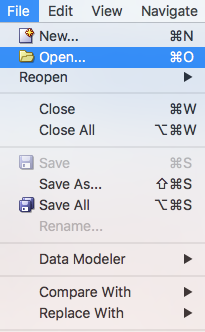 File Edit View Navigate
New... ⌘N
Open... ⌘O
Reopen ▶
Close ⌘W
Close All ⌥⌘W
Save ⌘S
Save As... ⇧⌘S
Save All ⌥⌘S
Rename...
Data Modeler ▶
Compare With ▶
Replace With ▶